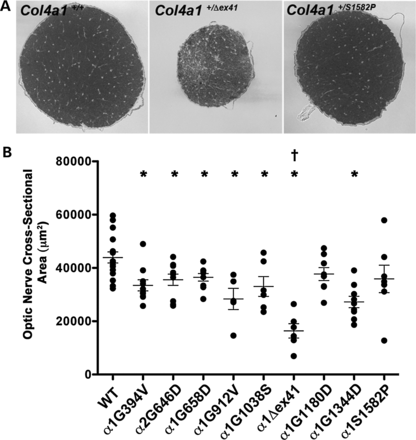 A
Col4a1 +/+
Col4a1 +/Δex41
Col4a1 +/S1582P
B
† 
* * * * * * *
Optic Nerve Cross-Sectional
Area (µm²)
80000
60000
40000
20000
0
WT
α1G394V
α2G646D
α1G658D
α1G912V
α1G1038S
α1Δex41
α1G1180D
α1G1344D
α1S1582P